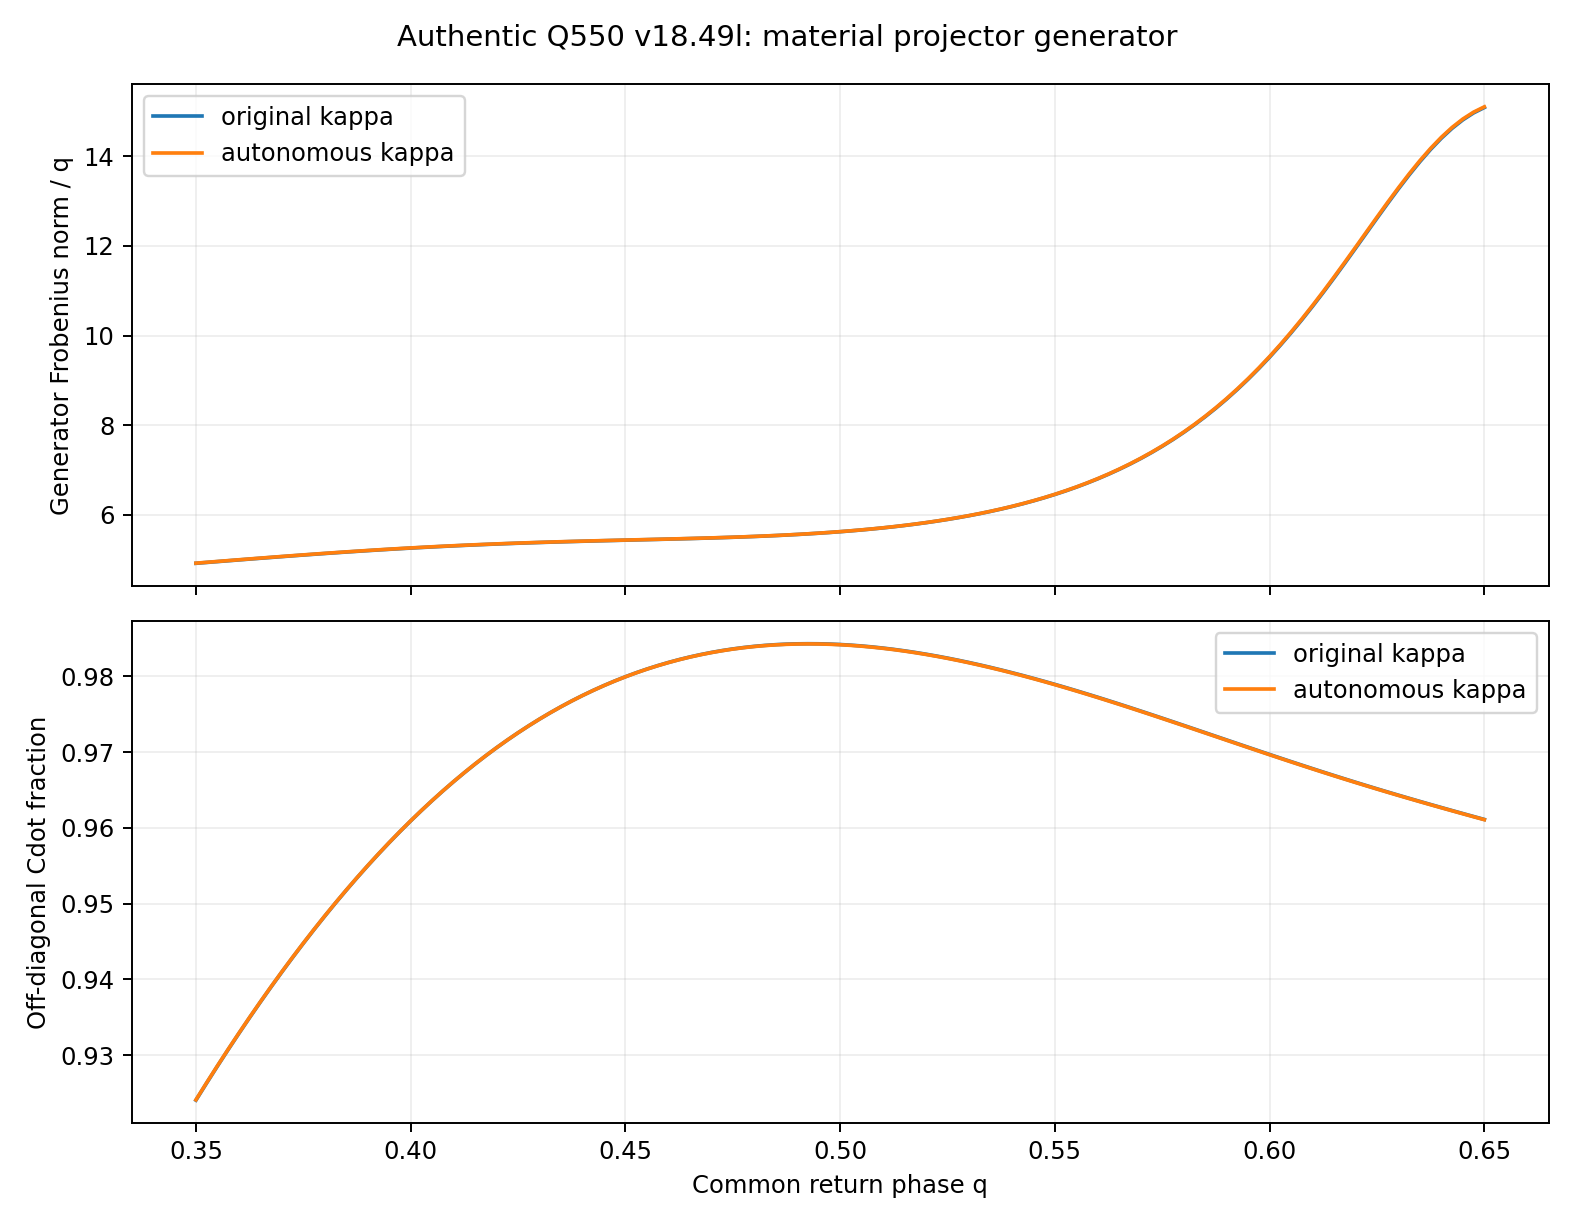 Authentic Q550 v18.49l: material projector generator
original kappa
autonomous kappa
Generator Frobenius norm / q
14
12
10
8
6
original kappa
autonomous kappa
Off-diagonal Cdot fraction
0.98
0.97
0.96
0.95
0.94
0.93
0.35 0.40 0.45 0.50 0.55 0.60 0.65
Common return phase q